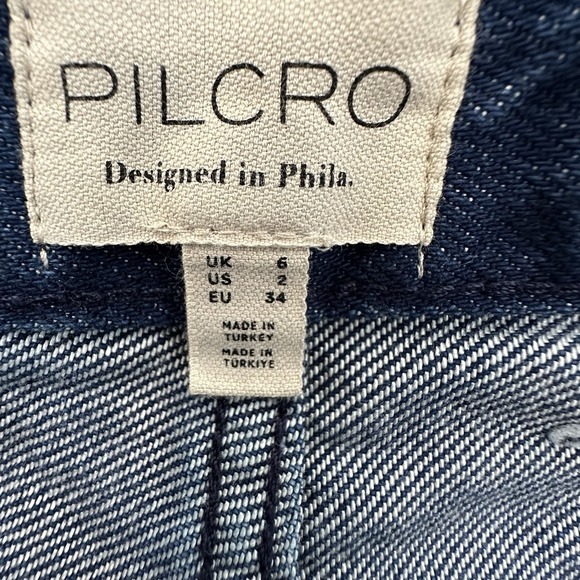 PILCRO
Designed in Phila.
UK 6
US 2
EU 34
MADE IN
TURKEY
MADE IN
TÜRKIYE